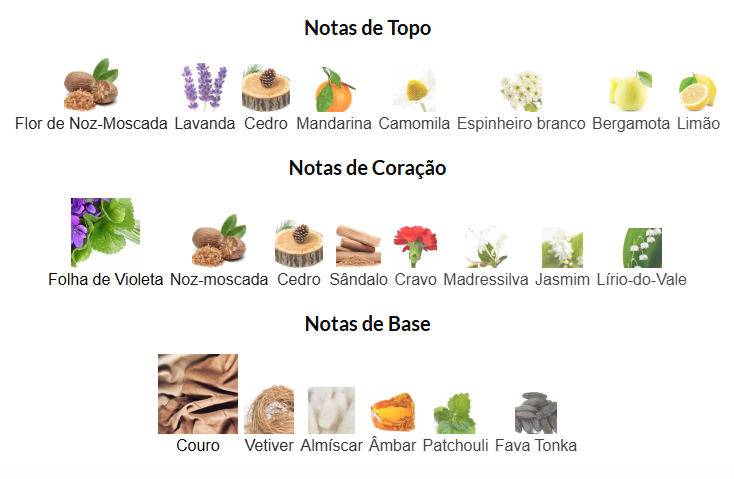 Notas de Topo
Flor de Noz-Moscada Lavanda Cedro Mandarina Camomila Espinheiro branco Bergamota Limão
Notas de Coração
Folha de Violeta Noz-moscada Cedro Sândalo Cravo Madressilva Jasmim Lírio-do-Vale
Notas de Base
Couro Vetiver Almíscar Âmbar Patchouli Fava Tonka